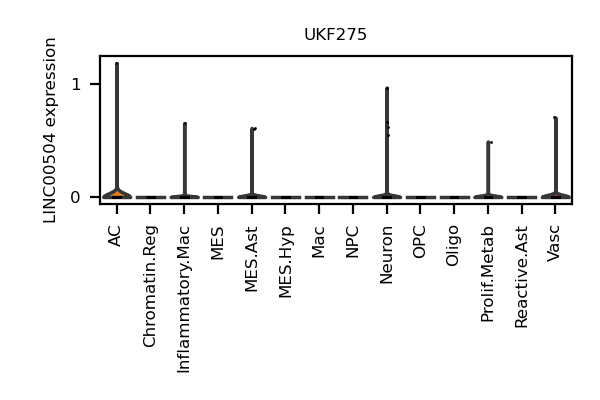 UKF275
LINC00504 expression
1
0
AC
Chromatin.Reg
Inflammatory.Mac
MES
MES.Ast
MES.Hyp
Mac
NPC
Neuron
OPC
Oligo
Prolif.Metab
Reactive.Ast
Vasc